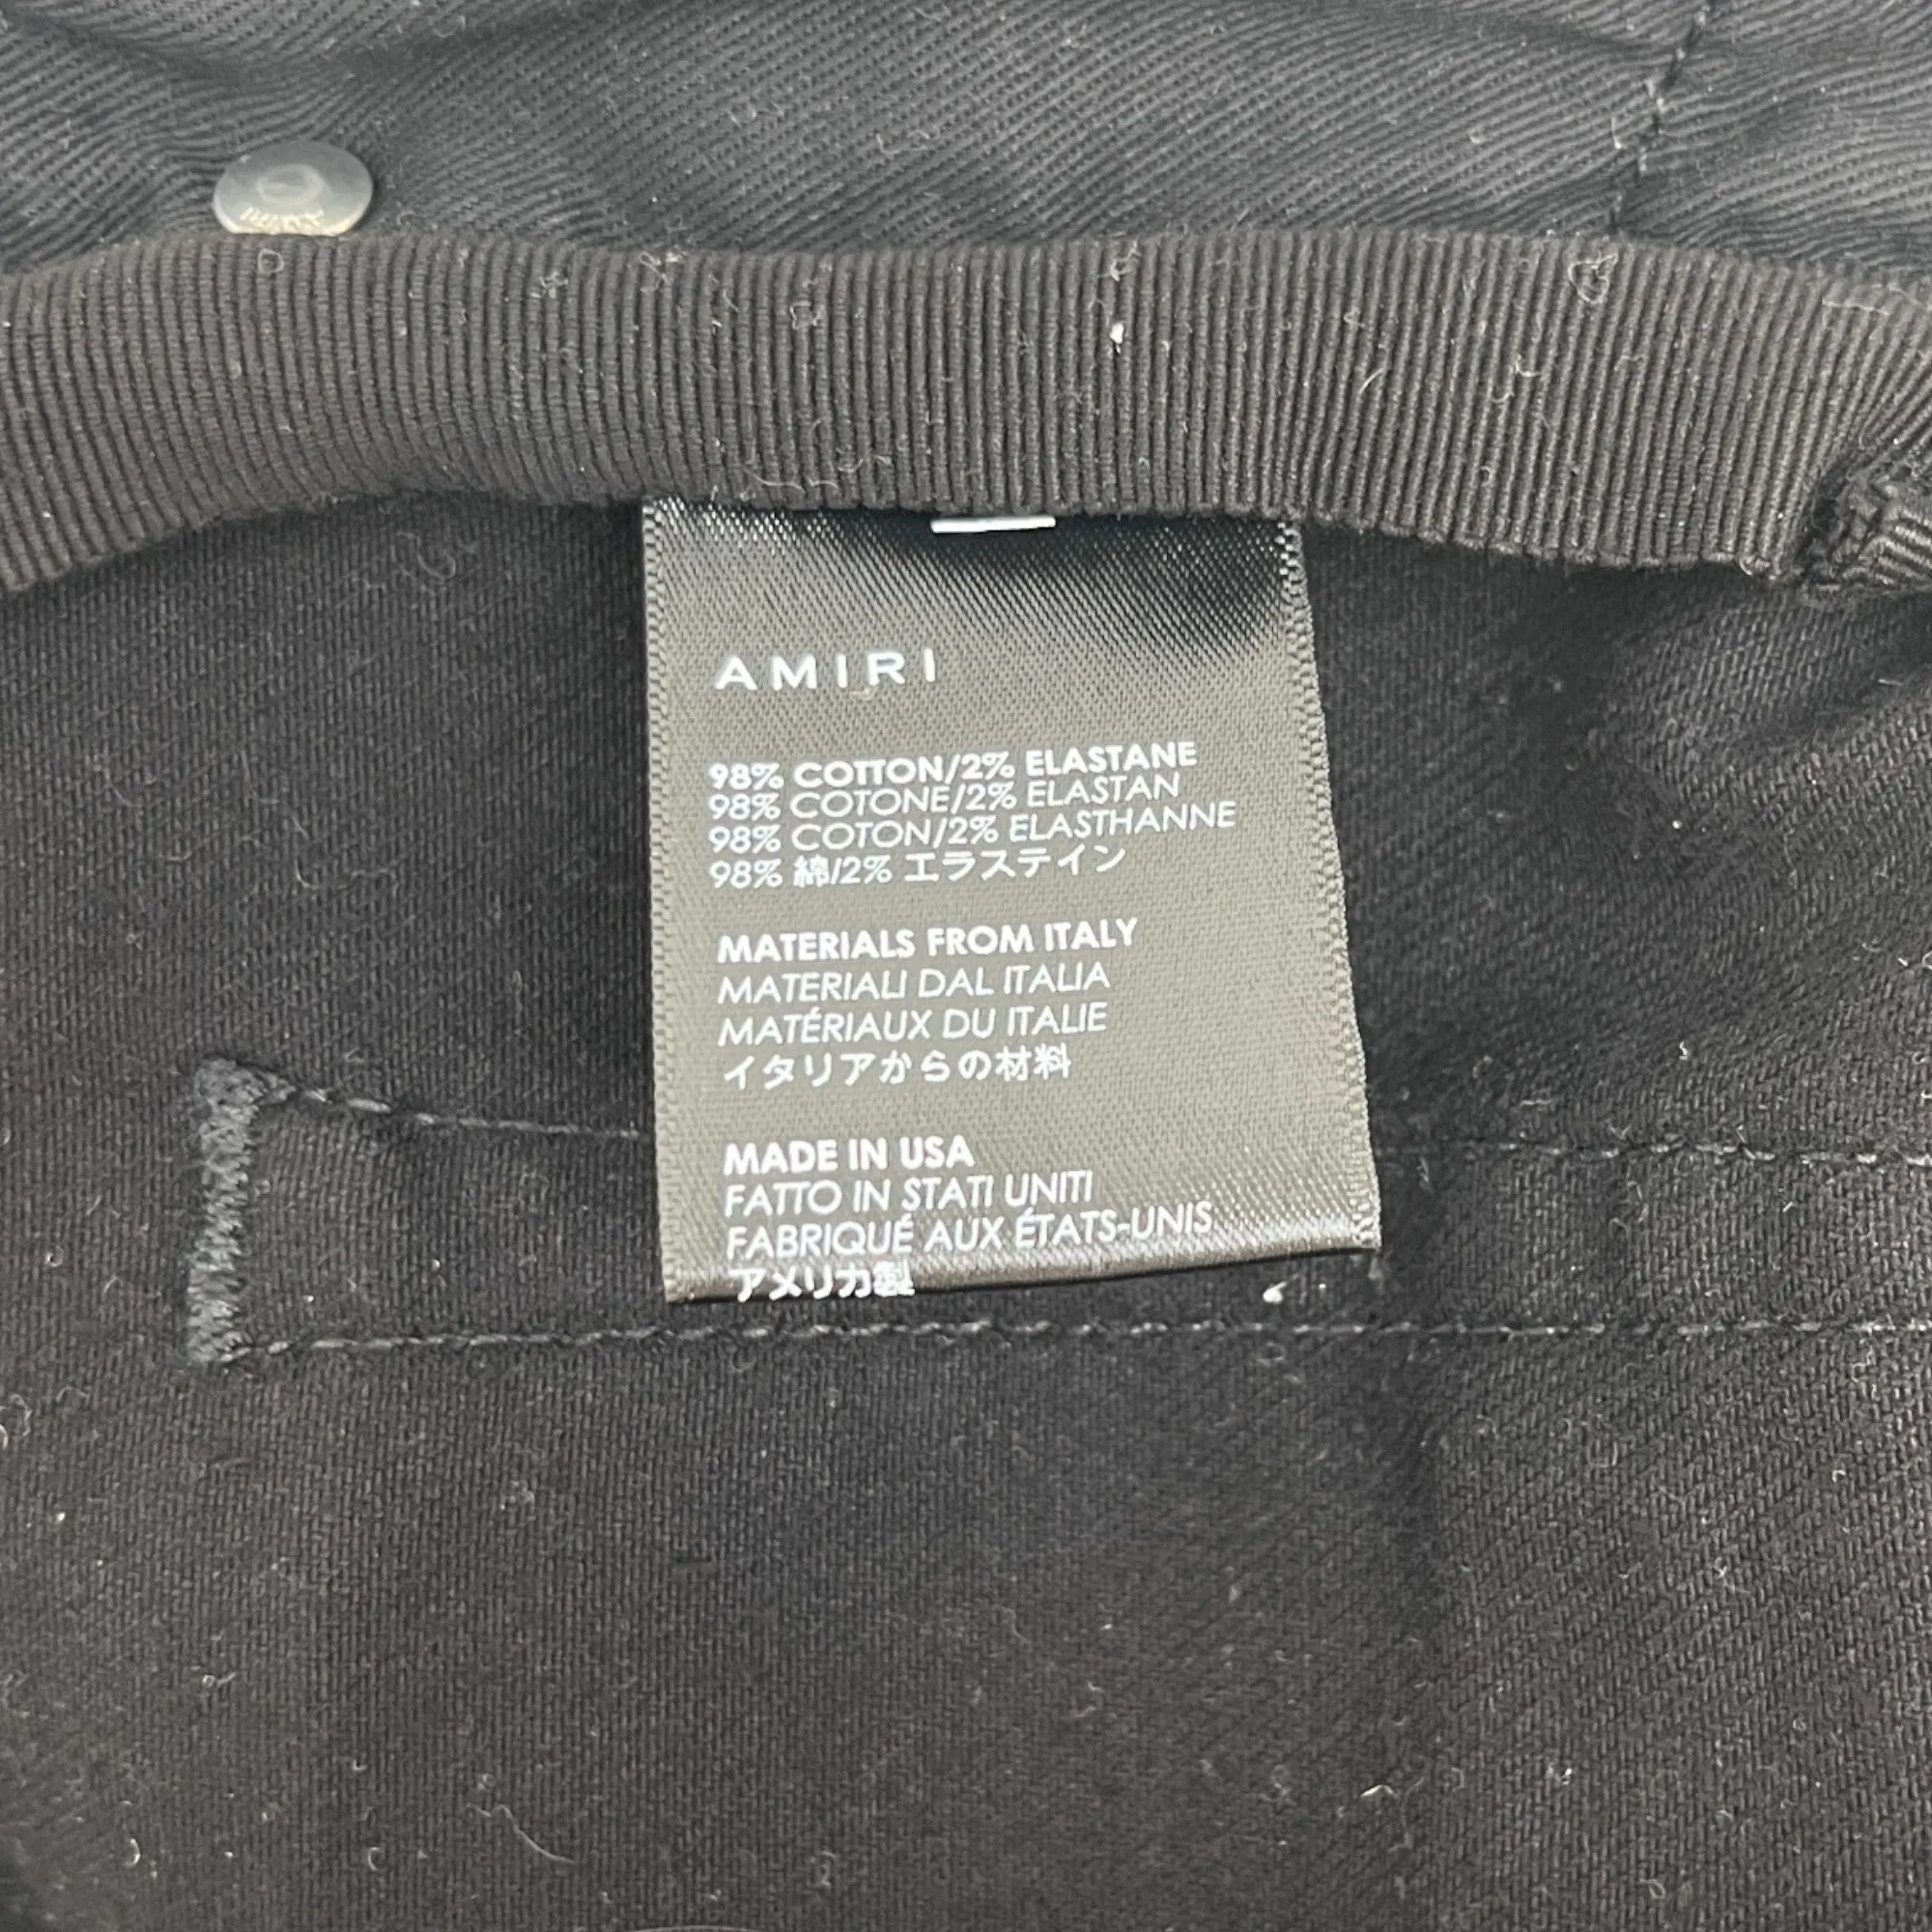 AMIRI
98% COTTON/2% ELASTANE
98% COTONE/2% ELASTAN
98% COTON/2% ELASTHANNE
98% 綿/2% エラステイン
MATERIALS FROM ITALY
MATERIALI DAL ITALIA
MATÉRIAUX DU ITALIE
イタリアからの材料
MADE IN USA
FATTO IN STATI UNITI
FABRIQUÉ AUX ÉTATS-UNIS
アメリカ製